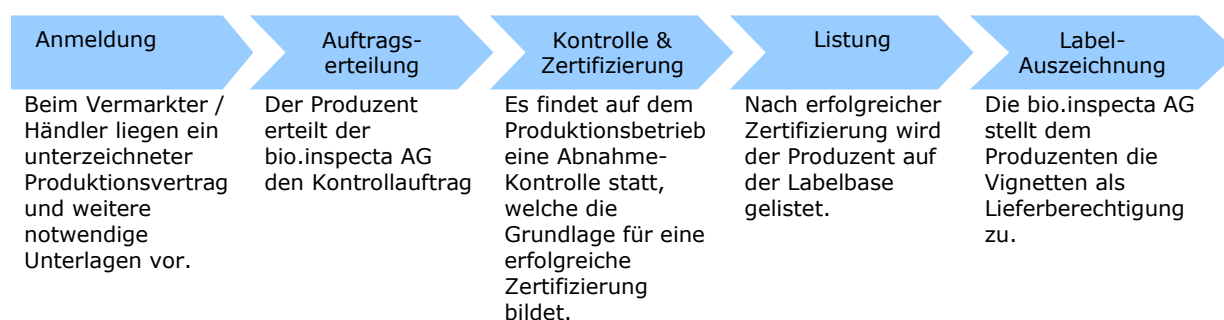 Anmeldung
Beim Vermarkter /
Händler liegen ein
unterzeichneter
Produktionsvertrag
und weitere
notwendige
Unterlagen vor.
Auftrags-
erteilung
Der Produzent
erteilt der
bio.inspecta AG
den Kontrollauftrag
Kontrolle &
Zertifizierung
Es findet auf dem
Produktionsbetrieb
eine Abnahme-
Kontrolle statt,
welche die
Grundlage für eine
erfolgreiche
Zertifizierung
bildet.
Listung
Nach erfolgreicher
Zertifizierung wird
der Produzent auf
der Labelbase
gelistet.
Label-
Auszeichnung
Die bio.inspecta AG
stellt dem
Produzenten die
Vignetten als
Lieferberechtigung
zu.